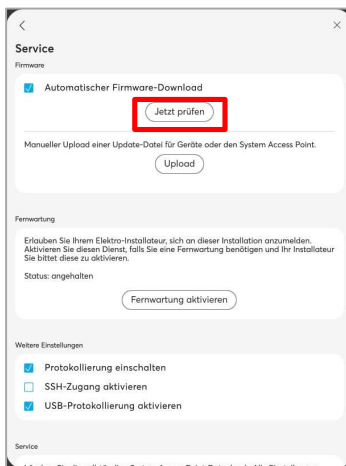 Service
Firmware
Automatischer Firmware-Download
Jetzt prüfen
Manueller Upload einer Update-Datei für Geräte oder den System Access Point.
Upload
Fernwartung
Erlauben Sie Ihrem Elektro-Installateur, sich an dieser Installation anzumelden.
Aktivieren Sie diesen Dienst, falls Sie eine Fernwartung benötigen und Ihr Installateur
Sie bittet diese zu aktivieren.
Status: angehalten
Fernwartung aktivieren
Weitere Einstellungen
Protokollierung einschalten
SSH-Zugang aktivieren
USB-Protokollierung aktivieren
Service